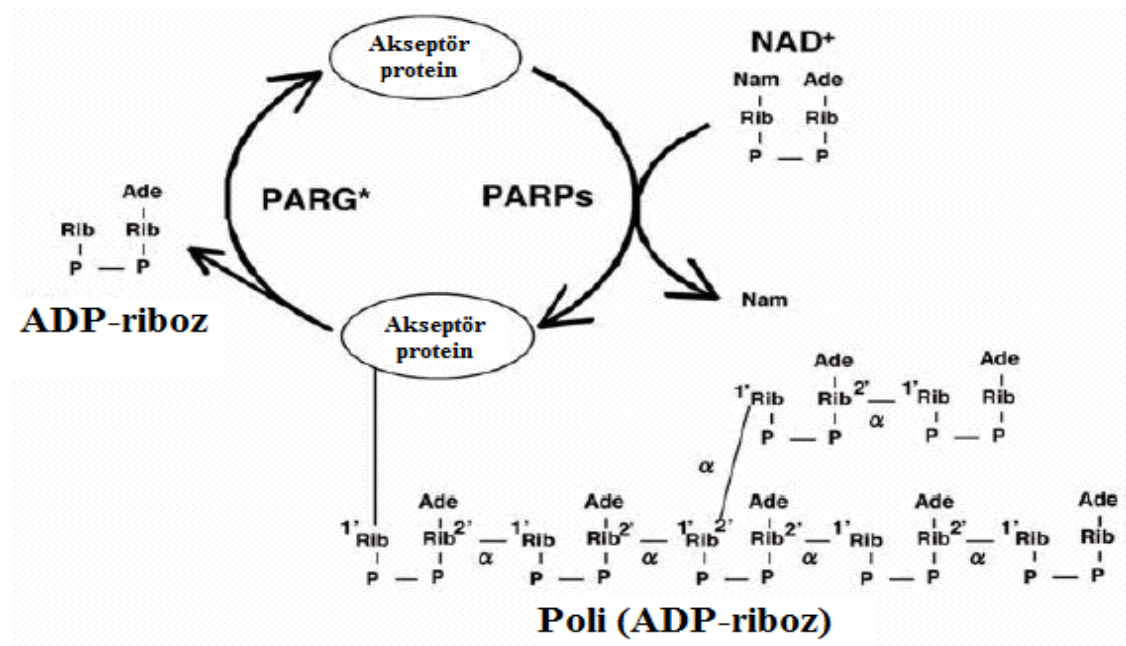 Akseptör
protein
NAD+
Nam Ade
Rib Rib
P — P
PARG*
PARPs
Ade
Rib Rib
P — P
ADP-riboz
Nam
Akseptör
protein
Ade Ade
1' Rib Rib 2' — 1' Rib Rib
α
P — P P — P
α
Ade Ade Ade Ade Ade
1' Rib Rib 2' — 1' Rib Rib 2' — 1' Rib 2' Rib 2' — 1' Rib Rib 2' — 1' Rib Rib
α α α α
P — P P — P P — P P — P P — P
Poli (ADP-riboz)